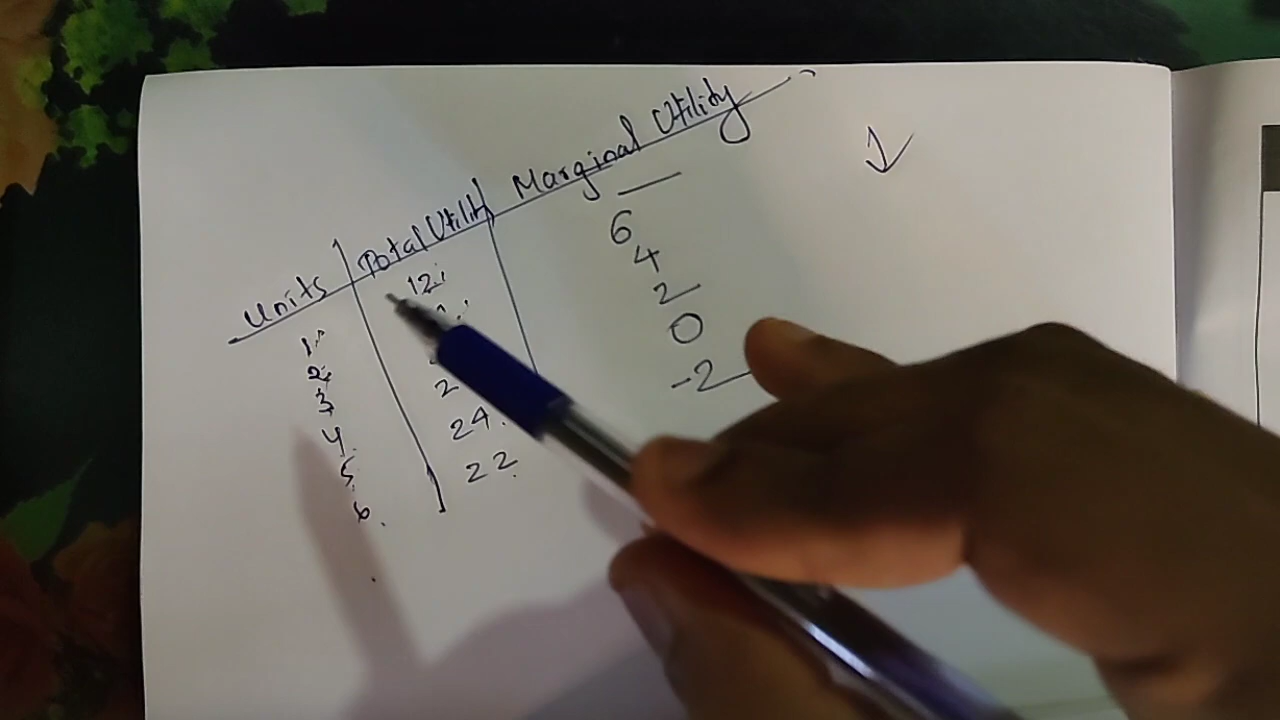 Units Total Utility Marginal Utility
1 12 —
2 6
3 4
4 2 2
5 24 0
6 22 -2